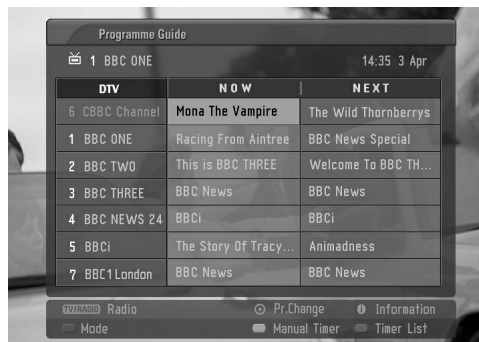 Programme Guide
1 BBC ONE 14:35 3 Apr
DTV NOW NEXT
6 CBBC Channel Mona The Vampire The Wild Thornberrys
1 BBC ONE Racing From Aintree BBC News Special
2 BBC TWO This is BBC THREE Welcome To BBC TH...
3 BBC THREE BBC News BBC News
4 BBC NEWS 24 BBCi BBCi
5 BBCi The Story Of Tracy... Animadness
7 BBC1 London BBC News BBC News
TV/RADIO Radio Pr.Change Information
Mode Manual Timer Timer List